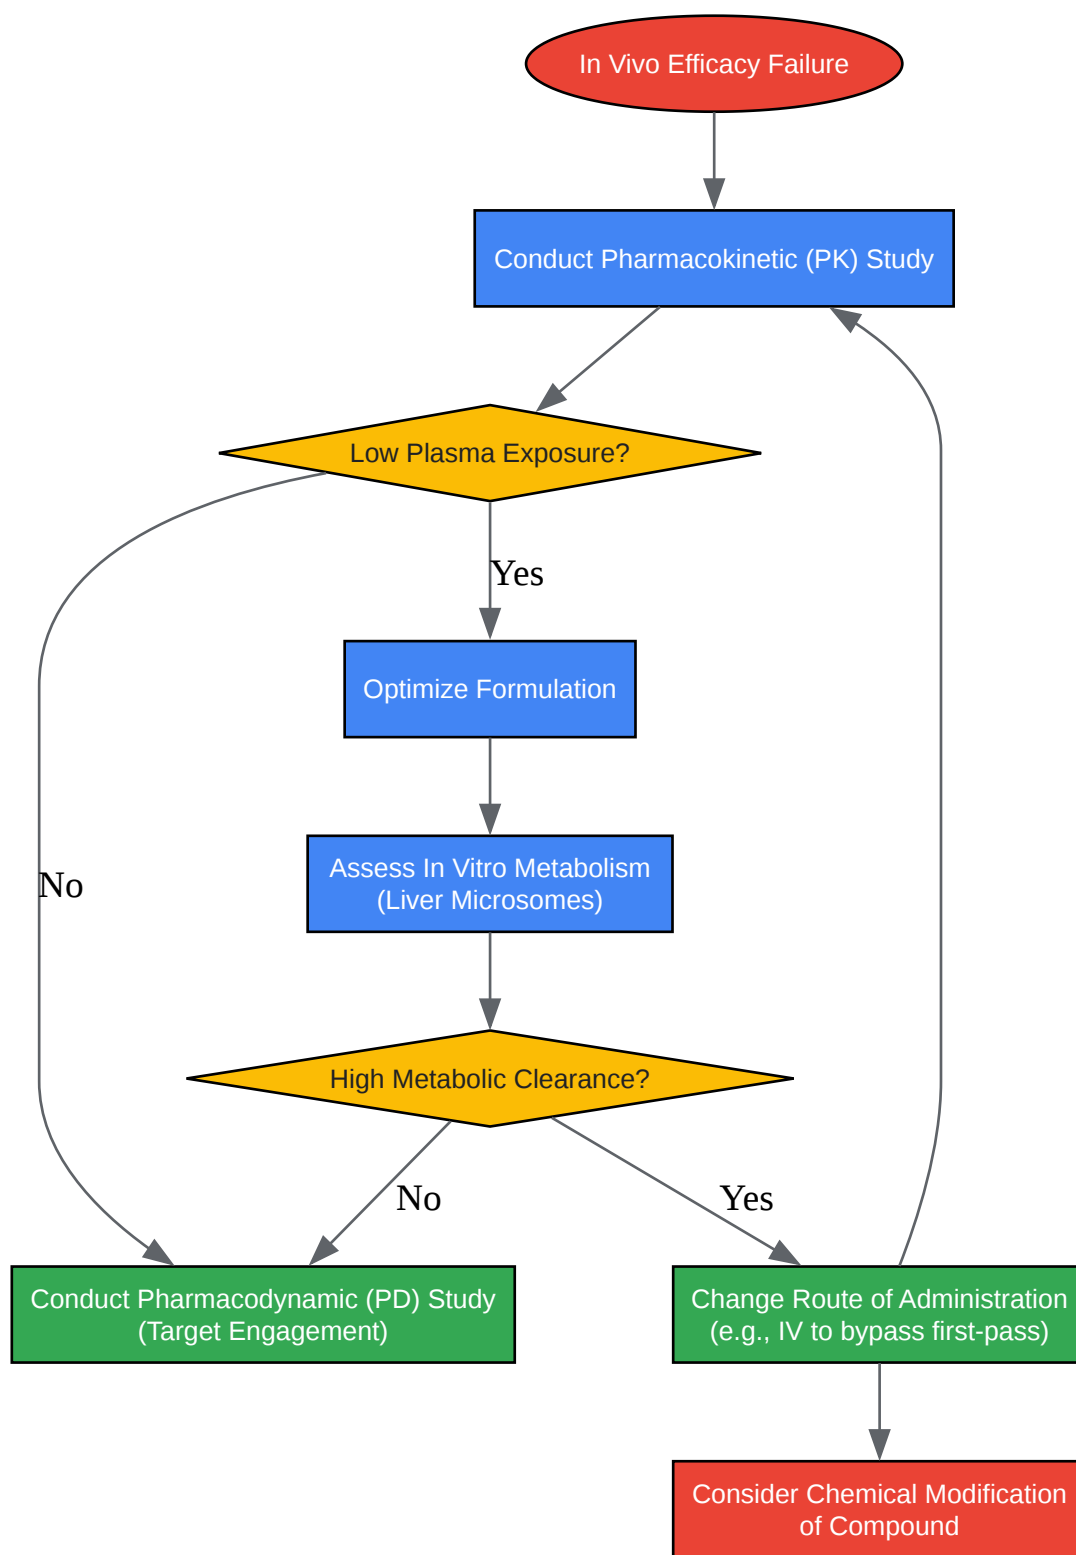 In Vivo Efficacy Failure
Conduct Pharmacokinetic (PK) Study
Low Plasma Exposure?
Yes
Optimize Formulation
Assess In Vitro Metabolism
(Liver Microsomes)
No
High Metabolic Clearance?
No
Yes
Conduct Pharmacodynamic (PD) Study
(Target Engagement)
Change Route of Administration
(e.g., IV to bypass first-pass)
Consider Chemical Modification
of Compound